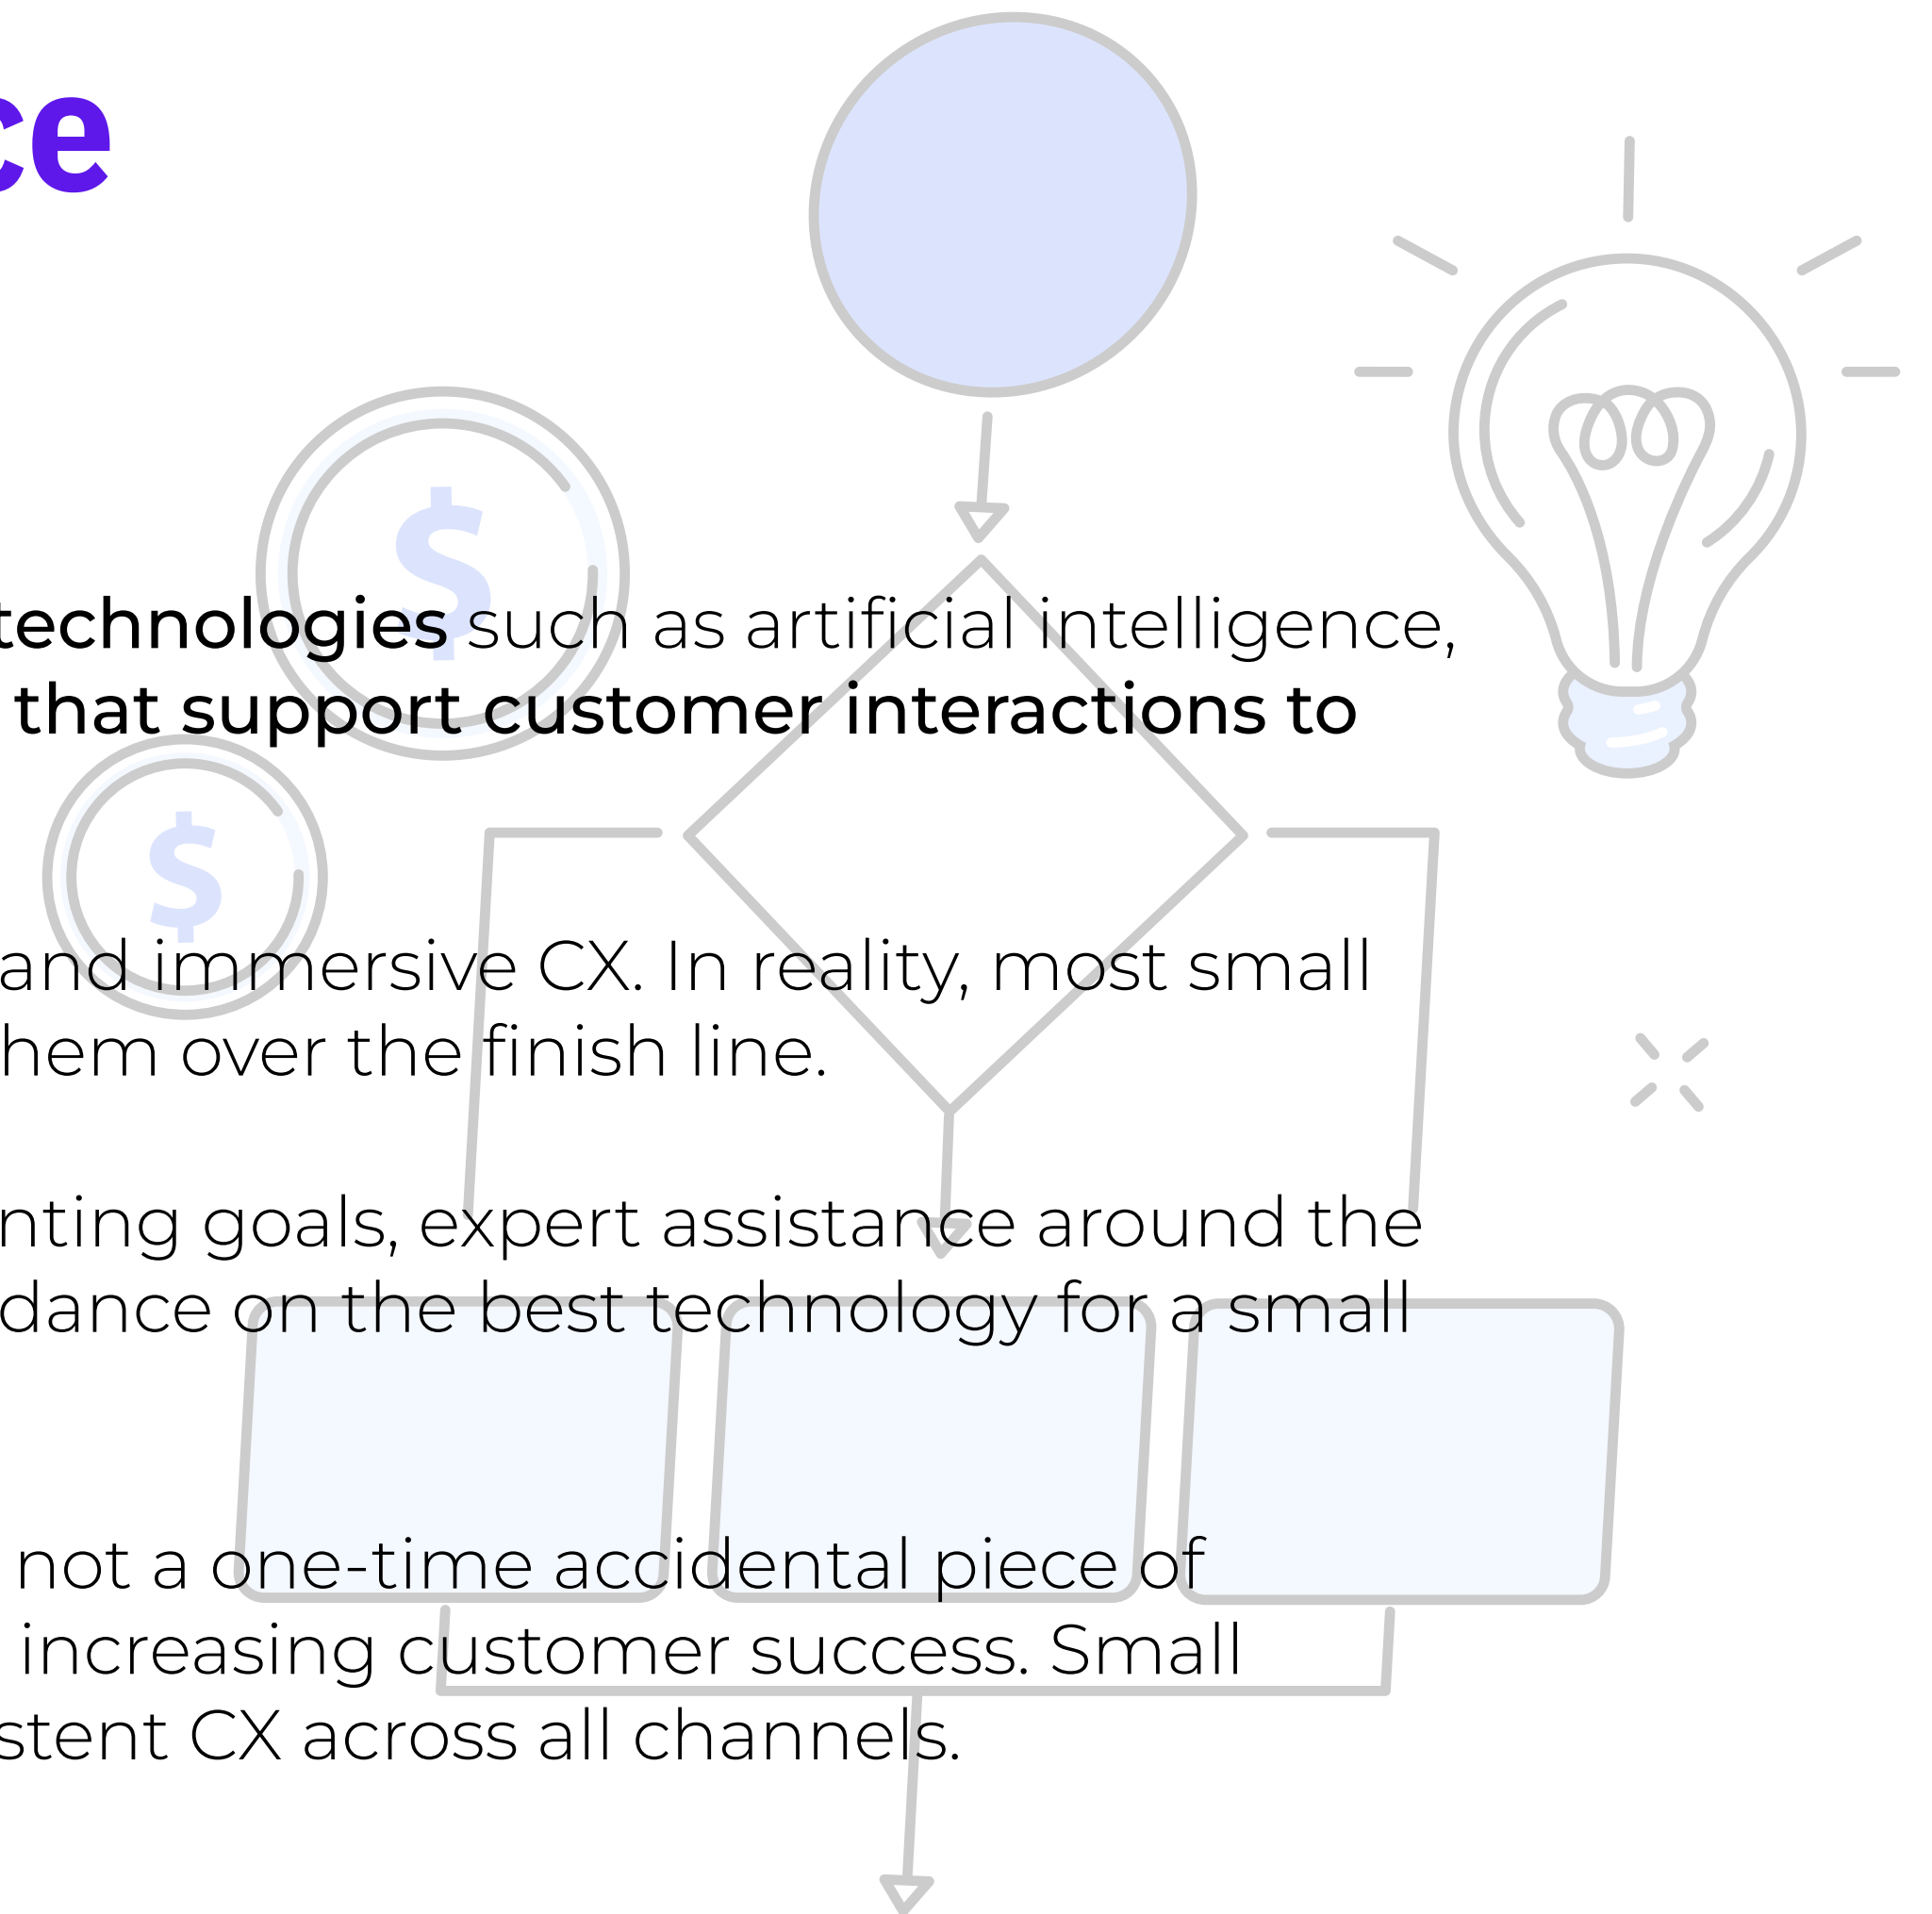 ce
technologies such as artificial intelligence,
that support customer interactions to
$
$
and immersive CX. In reality, most small
hem over the finish line.
nting goals, expert assistance around the
dance on the best technology for a small
not a one-time accidental piece of
increasing customer success. Small
stent CX across all channels.